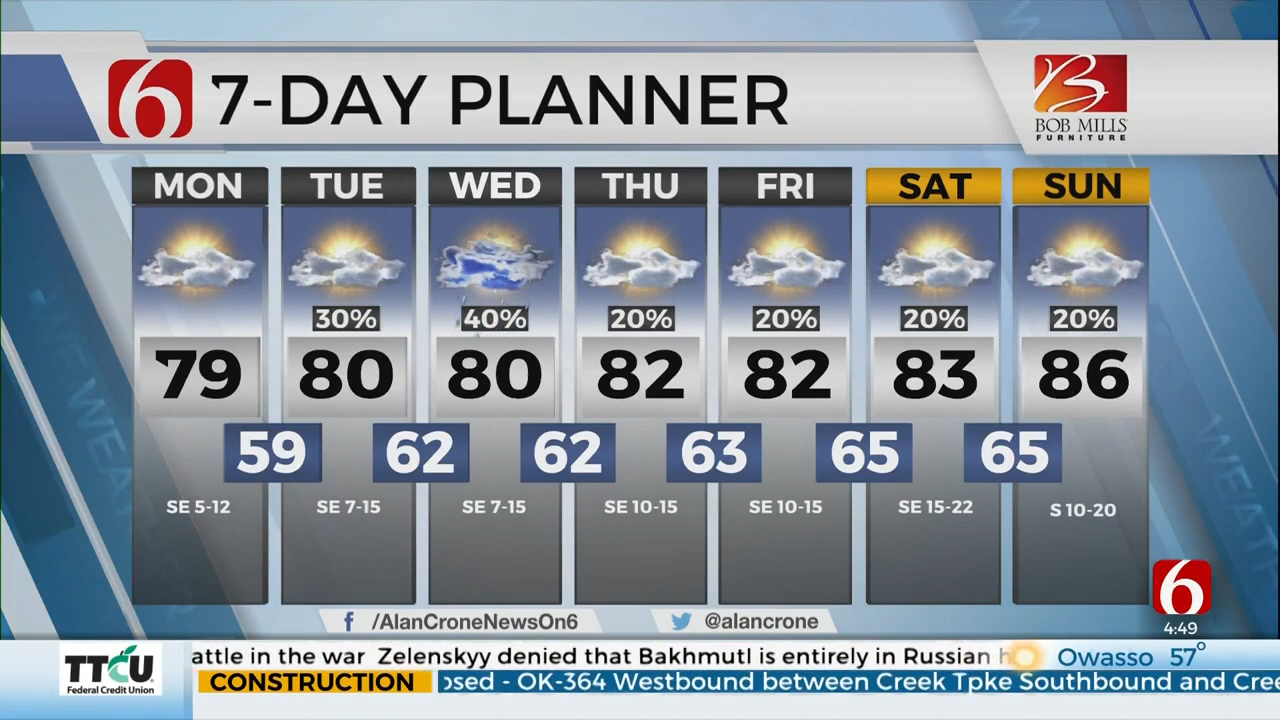 6 7-DAY PLANNER
BOB MILLS
FURNITURE
MON TUE WED THU FRI SAT SUN
30% 40% 20% 20% 20% 20%
79 80 80 82 82 83 86
59 62 62 63 65 65
SE 5-12 SE 7-15 SE 7-15 SE 10-15 SE 10-15 SE 15-22 S 10-20
6
f /AlanCroneNewsOn6 @alancrone
4:49
TTCU
Federal Credit Union
attle in the war Zelenskyy denied that Bakhmutl is entirely in Russian h
Owasso 57°
CONSTRUCTION
osed - OK-364 Westbound between Creek Tpke Southbound and Cree